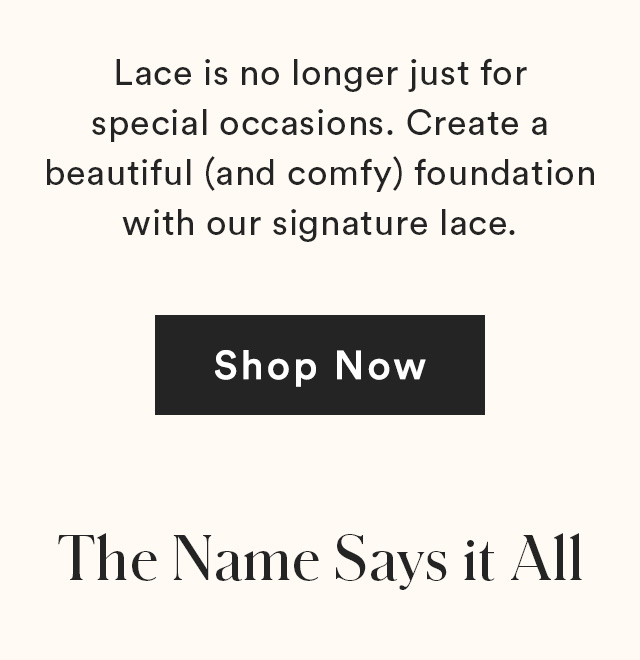 Lace is no longer just for
special occasions. Create a
beautiful (and comfy) foundation
with our signature lace.
Shop Now
The Name Says it All